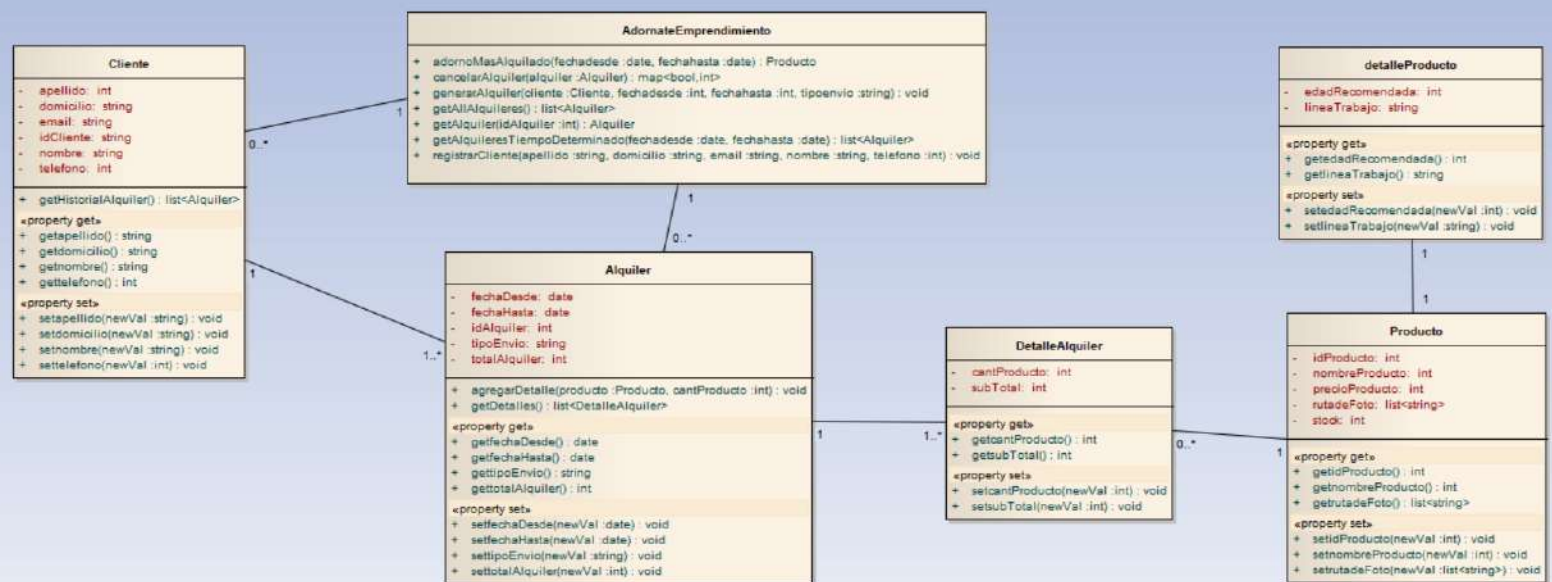 Cliente
- apellido: int
- domicilio: string
- email: string
- idCliente: string
- nombre: string
- telefono: int
+ getHistorialAlquiler() : list<Alquiler>
«property get»
+ getapellido() : string
+ getdomicilio() : string
+ getnombre() : string
+ gettelefono() : int
«property set»
+ setapellido(newVal :string) : void
+ setdomicilio(newVal :string) : void
+ setnombre(newVal :string) : void
+ settelefono(newVal :int) : void
0..*
1
1
1..*
AdornateEmprendimiento
+ adornoMasAlquilado(fechadesde :date, fechahasta :date) : Producto
+ cancelarAlquiler(alquiler :Alquiler) : map<bool,int>
+ generarAlquiler(cliente :Cliente, fechadesde :int, fechahasta :int, tipoenvio :string) : void
+ getAllAlquileres() : list<Alquiler>
+ getAlquiler(idAlquiler :int) : Alquiler
+ getAlquileresTiempoDeterminado(fechadesde :date, fechahasta :date) : list<Alquiler>
+ registrarCliente(apellido :string, domicilio :string, email :string, nombre :string, telefono :int) : void
1
0..*
Alquiler
- fechaDesde: date
- fechaHasta: date
- idAlquiler: int
- tipoEnvio: string
- totalAlquiler: int
+ agregarDetalle(producto :Producto, cantProducto :int) : void
+ getDetalles() : list<DetalleAlquiler>
«property get»
+ getfechaDesde() : date
+ getfechaHasta() : date
+ gettipoEnvio() : string
+ gettotalAlquiler() : int
«property set»
+ setfechaDesde(newVal :date) : void
+ setfechaHasta(newVal :date) : void
+ settipoEnvio(newVal :string) : void
+ settotalAlquiler(newVal :int) : void
1
1..*
DetalleAlquiler
- cantProducto: int
- subTotal: int
«property get»
+ getcantProducto() : int
+ getsubTotal() : int
«property set»
+ setcantProducto(newVal :int) : void
+ setsubTotal(newVal :int) : void
0..*
1
detalleProducto
- edadRecomendada: int
- lineaTrabajo: string
«property get»
+ getedadRecomendada() : int
+ getlineaTrabajo() : string
«property set»
+ setedadRecomendada(newVal :int) : void
+ setlineaTrabajo(newVal :string) : void
1
1
Producto
- idProducto: int
- nombreProducto: int
- precioProducto: int
- rutadeFoto: list<string>
- stock: int
«property get»
+ getidProducto() : int
+ getnombreProducto() : int
+ getrutadeFoto() : list<string>
«property set»
+ setidProducto(newVal :int) : void
+ setnombreProducto(newVal :int) : void
+ setrutadeFoto(newVal :list<string>) : void